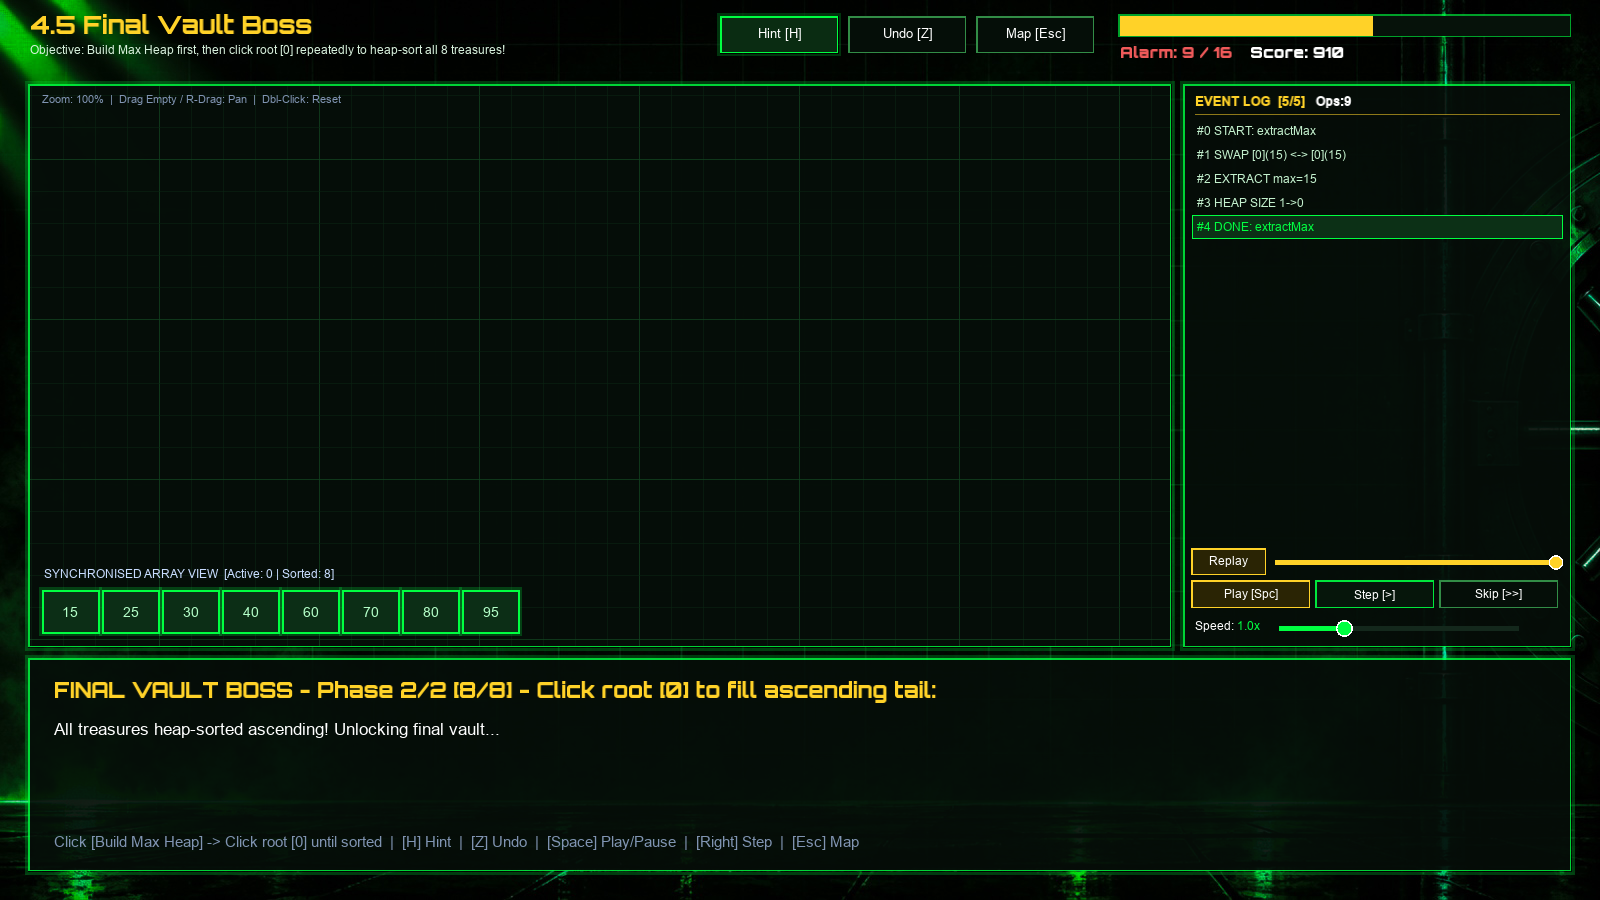 4.5 Final Vault Boss
Objective: Build Max Heap first, then click root [0] repeatedly to heap-sort all 8 treasures!
Hint [H]
Undo [Z]
Map [Esc]
Alarm: 9 / 16 Score: 910
Zoom: 100% | Drag Empty / R-Drag: Pan | Dbl-Click: Reset
SYNCHRONISED ARRAY VIEW [Active: 0 | Sorted: 8]
15 25 30 40 60 70 80 95
EVENT LOG [5/5] Ops:9
#0 START: extractMax
#1 SWAP [0](15) <-> [0](15)
#2 EXTRACT max=15
#3 HEAP SIZE 1->0
#4 DONE: extractMax
Replay
Play [Spc]
Step [>]
Skip [>>]
Speed: 1.0x
FINAL VAULT BOSS - Phase 2/2 [8/8] - Click root [0] to fill ascending tail:
All treasures heap-sorted ascending! Unlocking final vault...
Click [Build Max Heap] -> Click root [0] until sorted | [H] Hint | [Z] Undo | [Space] Play/Pause | [Right] Step | [Esc] Map